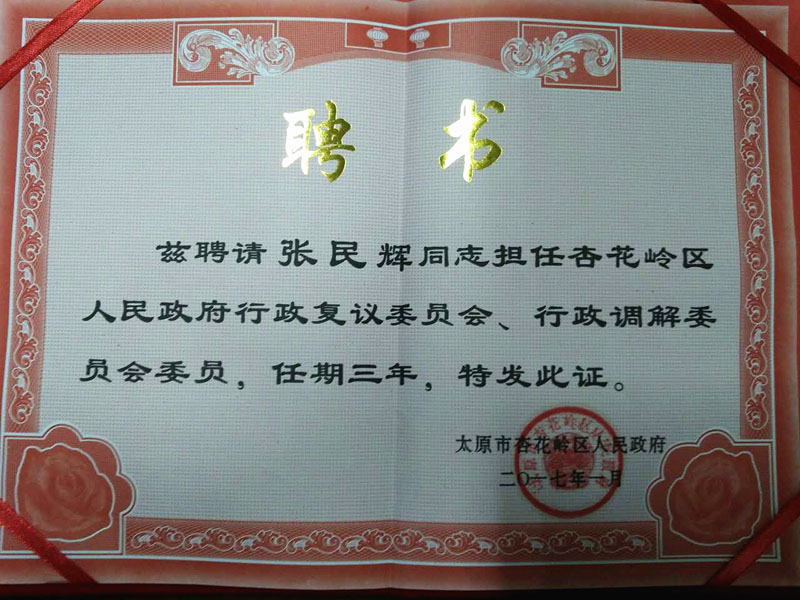 聘书
兹聘请张民辉同志担任杏花岭区
人民政府行政复议委员会、行政调解委
员会委员，任期三年，特发此证。
太原市杏花岭区人民政府
二〇一七年一月